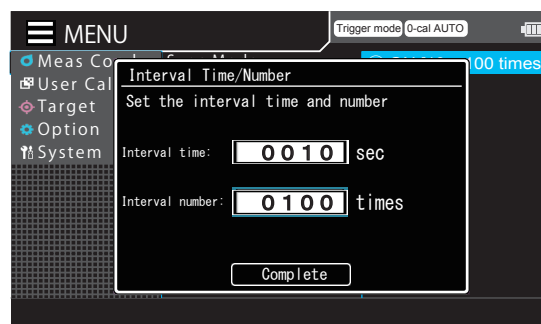 MENU
Trigger mode 0-cal AUTO
Meas Co
100 times
User Cal
Target
Option
System
Interval Time/Number
Set the interval time and number
Interval time: 0010 sec
Interval number: 0100 times
Complete